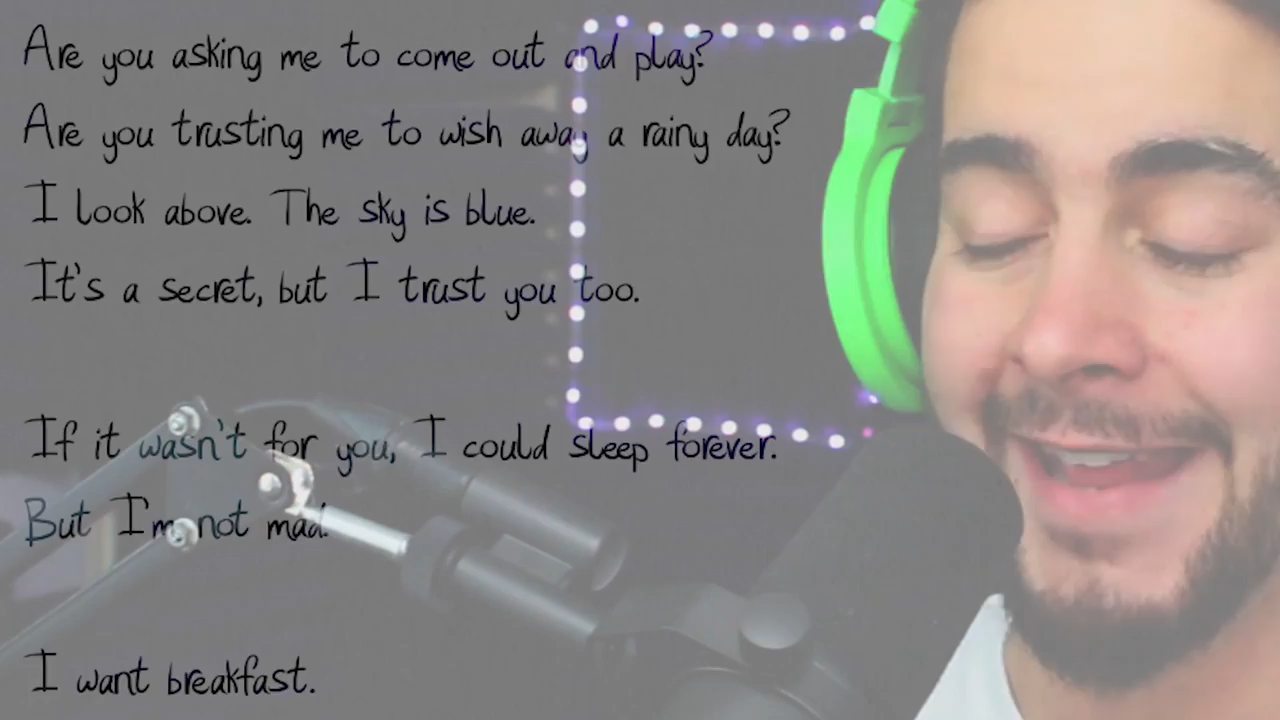 Are you asking me to come out and play?
Are you trusting me to wish away a rainy day?
I look above. The sky is blue.
It's a secret, but I trust you too.
If it wasn't for you, I could sleep forever.
But I'm not mad.
I want breakfast.